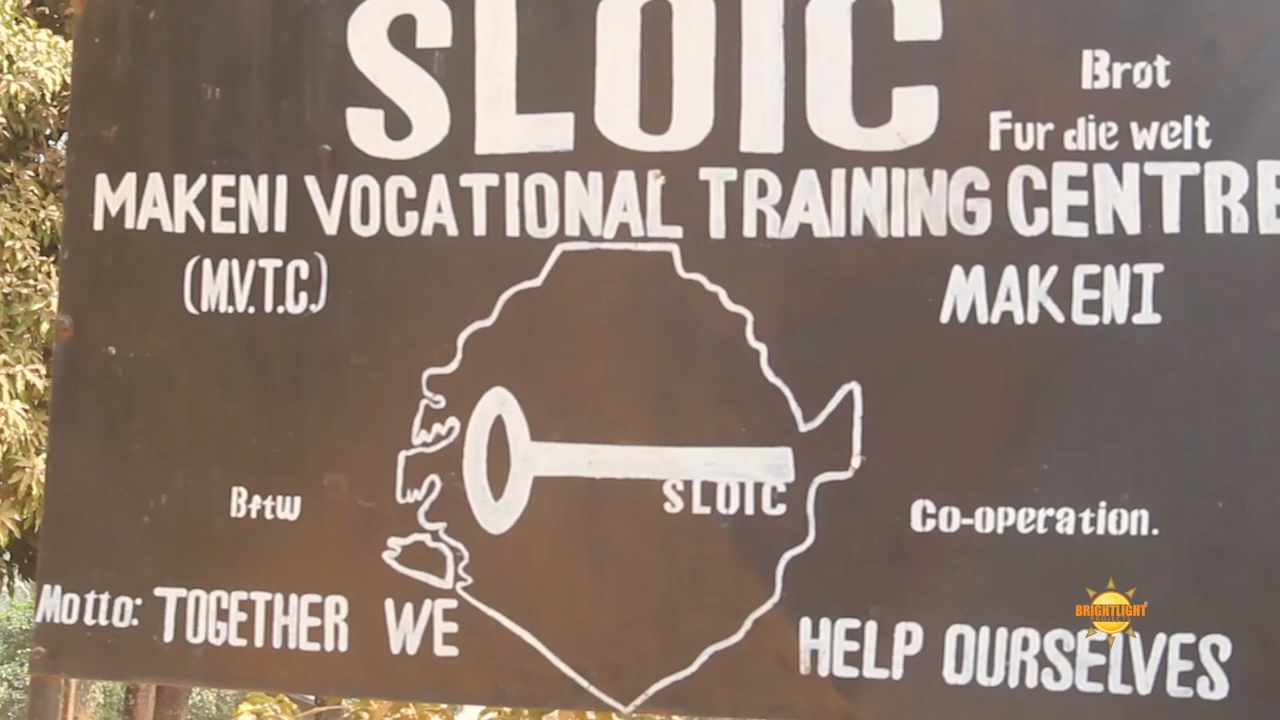 SLOIC
Brot
Fur die welt
MAKENI VOCATIONAL TRAINING CENTRE
(M.V.T.C.)
MAKENI
SLOIC
Bftw
Co-operation.
Motto: TOGETHER WE HELP OURSELVES
BRIGHTLIGHT
PROJECTS